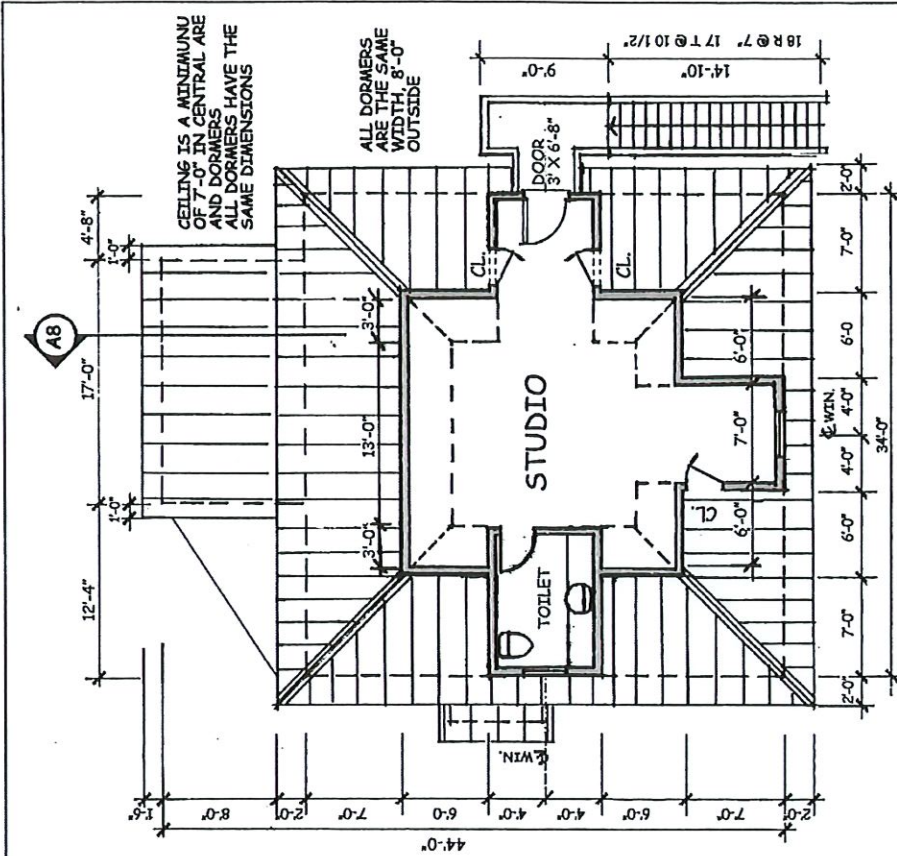 CEILING IS A MINIMUNU
OF 7'-0" IN CENTRAL ARE
AND DORMERS
ALL DORMERS HAVE THE
SAME DIMENSIONS
ALL DORMERS
ARE THE SAME
WIDTH, 8'-0"
OUTSIDE
A8
12'-4"
17'-0"
4'-8"
1'-0"
1'-0"
3'-0"
13'-0"
3'-0"
STUDIO
TOILET
CL.
CL.
CL.
DOOR
3' X 6'-8"
9'-0"
14'-10"
18 R @ 7" 17 T @ 10 1/2"
6'-0"
7'-0"
6'-0"
2'-0"
7'-0"
6'-0"
4'-0"
4'-0"
6'-0
7'-0"
2'-0"
℄ WIN.
34'-0"
℄ WIN.
1'-6"
8'-0"
2'-0"
7'-0"
6'-0
4'-0"
4'-0"
6'-0"
7'-0"
2'-0"
44'-0"